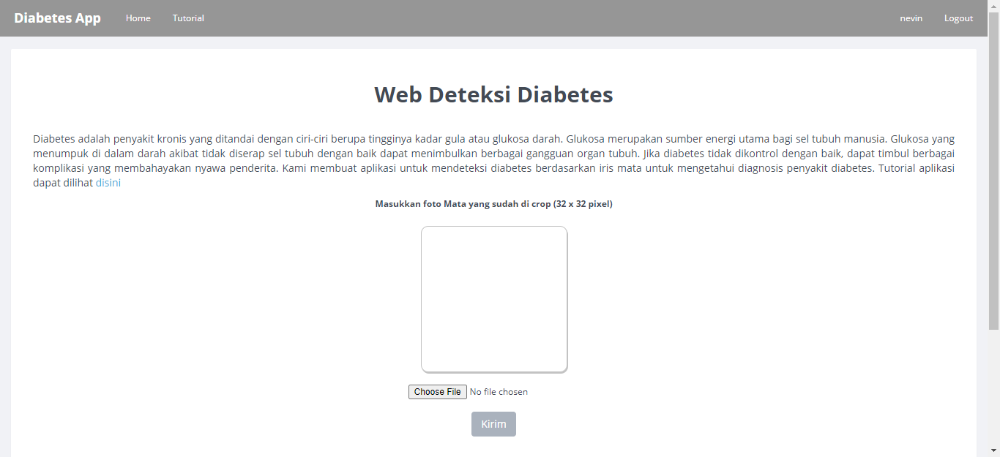 Diabetes App Home Tutorial nevin Logout
Web Deteksi Diabetes
Diabetes adalah penyakit kronis yang ditandai dengan ciri-ciri berupa tingginya kadar gula atau glukosa darah. Glukosa merupakan sumber energi utama bagi sel tubuh manusia. Glukosa yang
menumpuk di dalam darah akibat tidak diserap sel tubuh dengan baik dapat menimbulkan berbagai gangguan organ tubuh. Jika diabetes tidak dikontrol dengan baik, dapat timbul berbagai
komplikasi yang membahayakan nyawa penderita. Kami membuat aplikasi untuk mendeteksi diabetes berdasarkan iris mata untuk mengetahui diagnosis penyakit diabetes. Tutorial aplikasi
dapat dilihat disini
Masukkan foto Mata yang sudah di crop (32 x 32 pixel)
Choose File No file chosen
Kirim